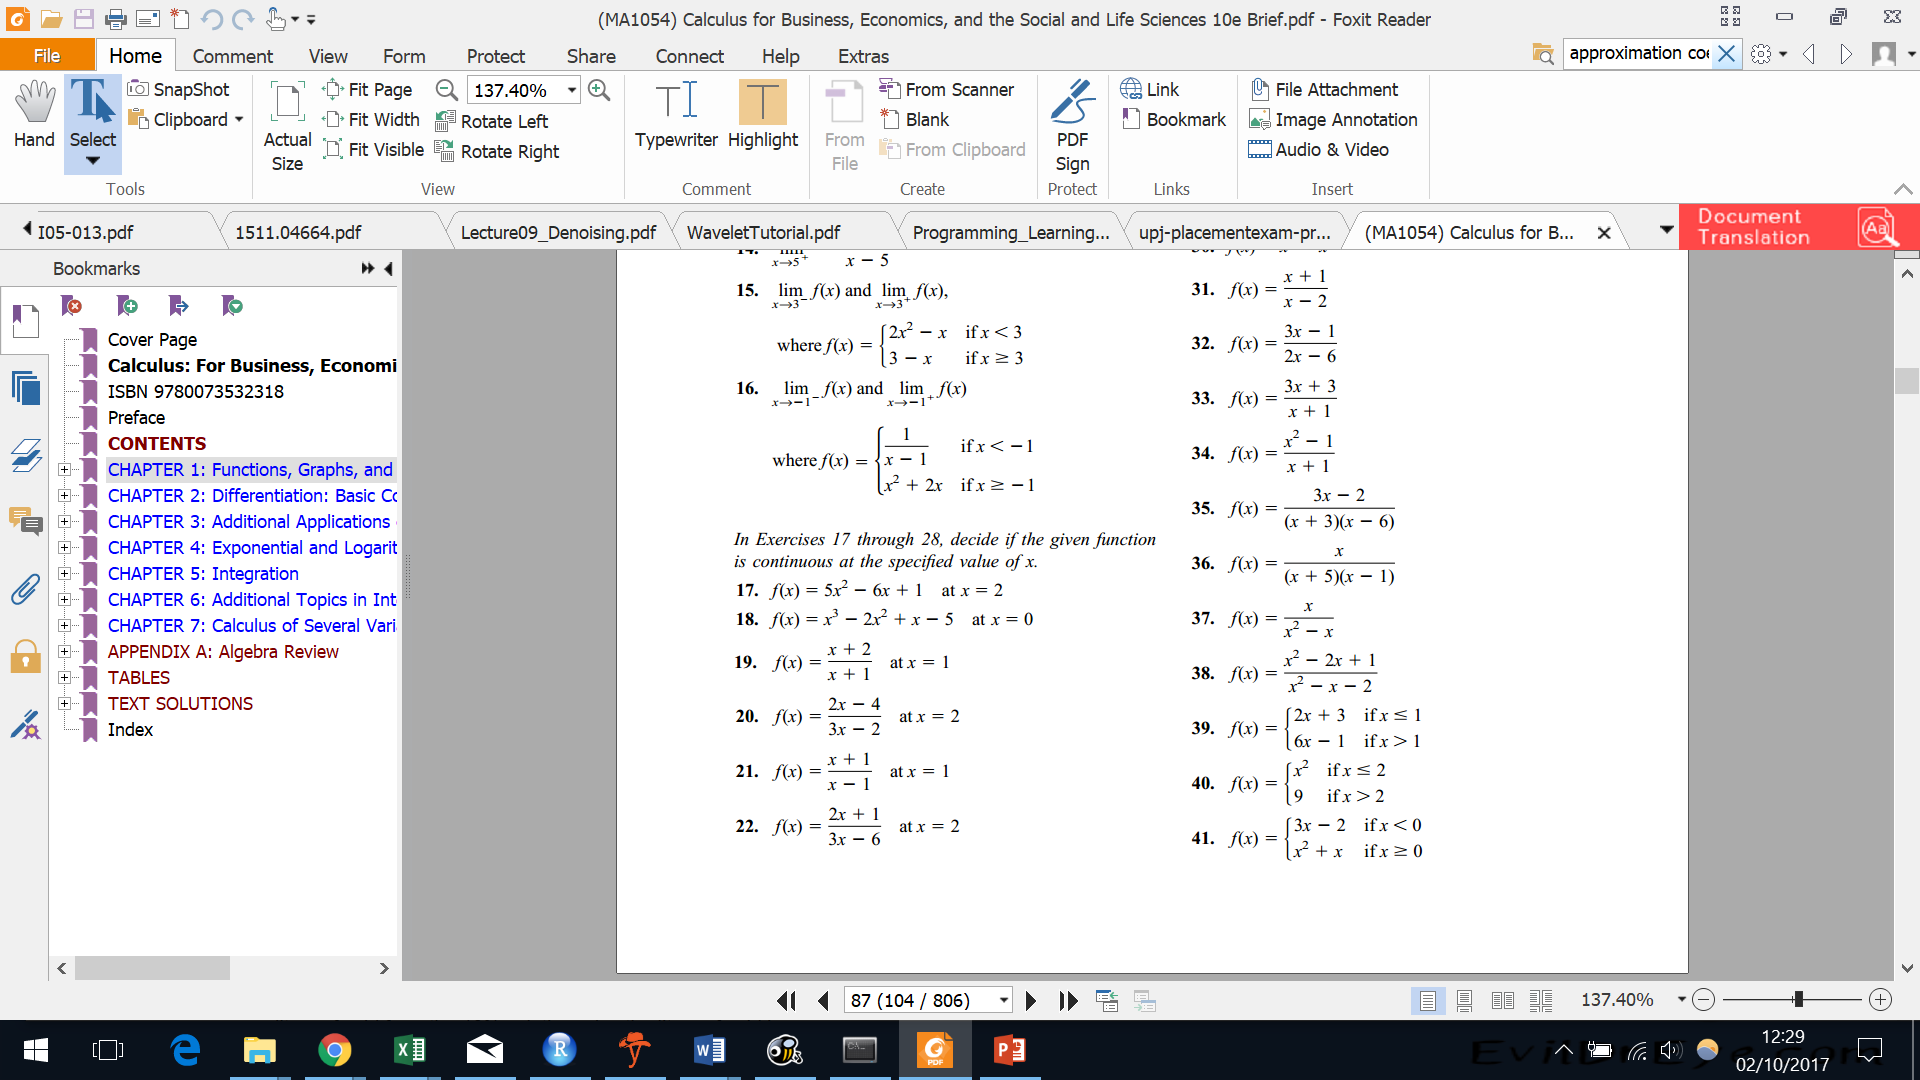 (MA1054) Calculus for Business, Economics, and the Social and Life Sciences 10e Brief.pdf - Foxit Reader
File
Home
Comment
View
Form
Protect
Share
Connect
Help
Extras
approximation coe
Hand
Select
SnapShot
Clipboard
Tools
Actual Size
Fit Page
Fit Width
Fit Visible
137.40%
Rotate Left
Rotate Right
View
Typewriter
Highlight
Comment
From File
From Scanner
Blank
From Clipboard
Create
PDF Sign
Protect
Link
Bookmark
Links
File Attachment
Image Annotation
Audio & Video
Insert
I05-013.pdf
1511.04664.pdf
Lecture09_Denoising.pdf
WaveletTutorial.pdf
Programming_Learning...
upj-placementexam-pr...
(MA1054) Calculus for B...
Document Translation
Bookmarks
Cover Page
Calculus: For Business, Economi
ISBN 9780073532318
Preface
CONTENTS
CHAPTER 1: Functions, Graphs, and
CHAPTER 2: Differentiation: Basic Co
CHAPTER 3: Additional Applications
CHAPTER 4: Exponential and Logarit
CHAPTER 5: Integration
CHAPTER 6: Additional Topics in Int
CHAPTER 7: Calculus of Several Vari
APPENDIX A: Algebra Review
TABLES
TEXT SOLUTIONS
Index
x→5⁺ x − 5
15. lim x→3⁻ f(x) and lim x→3⁺ f(x),
where f(x) = { 2x² − x if x < 3
3 − x if x ≥ 3
16. lim x→−1⁻ f(x) and lim x→−1⁺ f(x)
where f(x) = { 1/(x − 1) if x < −1
x² + 2x if x ≥ −1
In Exercises 17 through 28, decide if the given function
is continuous at the specified value of x.
17. f(x) = 5x² − 6x + 1 at x = 2
18. f(x) = x³ − 2x² + x − 5 at x = 0
19. f(x) = (x + 2)/(x + 1) at x = 1
20. f(x) = (2x − 4)/(3x − 2) at x = 2
21. f(x) = (x + 1)/(x − 1) at x = 1
22. f(x) = (2x + 1)/(3x − 6) at x = 2
31. f(x) = (x + 1)/(x − 2)
32. f(x) = (3x − 1)/(2x − 6)
33. f(x) = (3x + 3)/(x + 1)
34. f(x) = (x² − 1)/(x + 1)
35. f(x) = (3x − 2)/((x + 3)(x − 6))
36. f(x) = x/((x + 5)(x − 1))
37. f(x) = x/(x² − x)
38. f(x) = (x² − 2x + 1)/(x² − x − 2)
39. f(x) = { 2x + 3 if x ≤ 1
6x − 1 if x > 1
40. f(x) = { x² if x ≤ 2
9 if x > 2
41. f(x) = { 3x − 2 if x < 0
x² + x if x ≥ 0
87 (104 / 806)
137.40%
12:29
02/10/2017